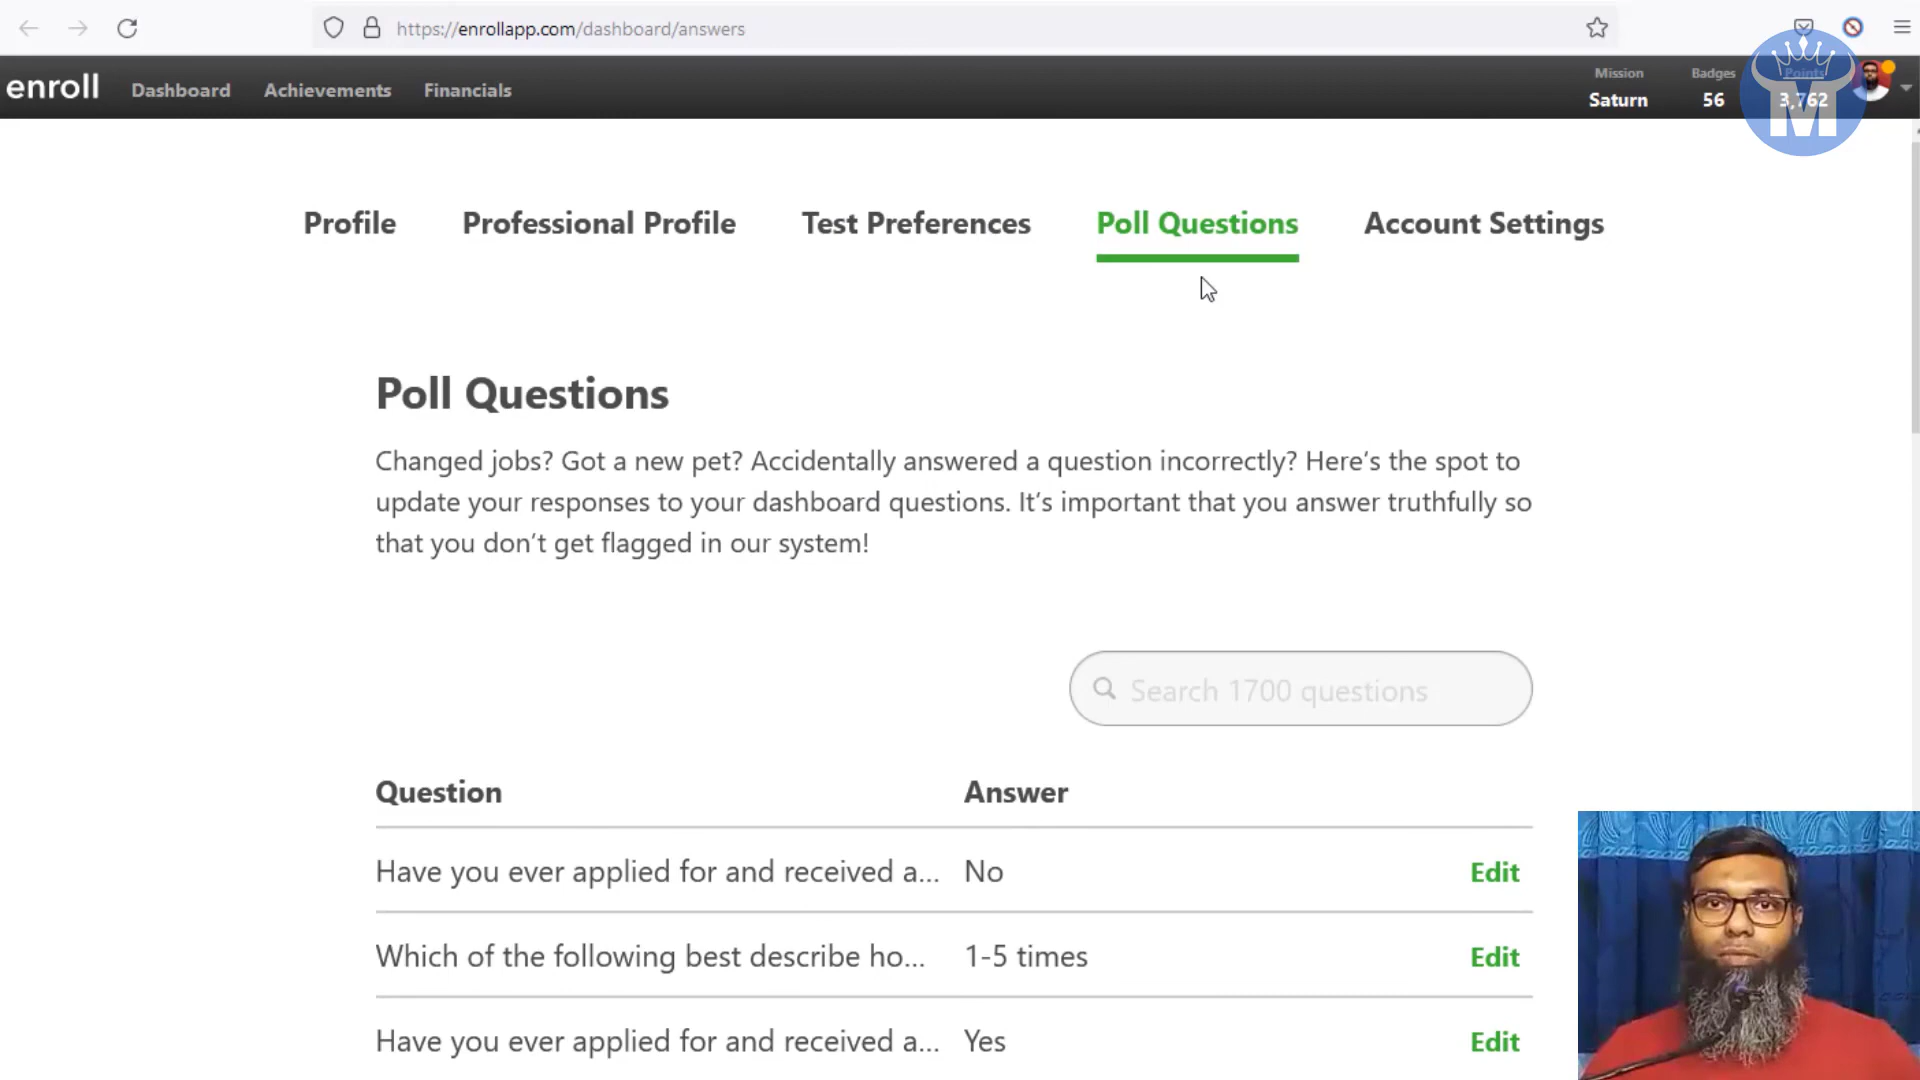 https://enrollapp.com/dashboard/answers
enroll
Dashboard
Achievements
Financials
Mission
Saturn
Badges
56
Points
3,762
M
Profile
Professional Profile
Test Preferences
Poll Questions
Account Settings
Poll Questions
Changed jobs? Got a new pet? Accidentally answered a question incorrectly? Here's the spot to
update your responses to your dashboard questions. It's important that you answer truthfully so
that you don't get flagged in our system!
Search 1700 questions
Question Answer
Have you ever applied for and received a... No Edit
Which of the following best describe ho... 1-5 times Edit
Have you ever applied for and received a... Yes Edit